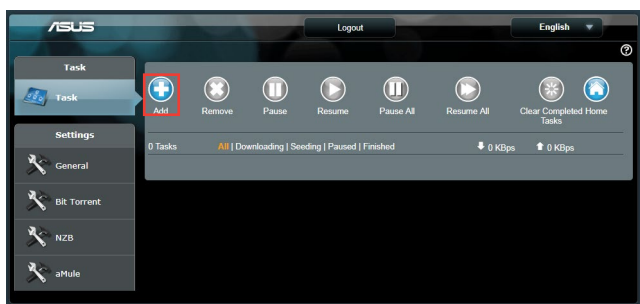 ASUS
Logout
English
?
Task
Task
Settings
General
Bit Torrent
NZB
aMule
Add
Remove
Pause
Resume
Pause All
Resume All
Clear Completed Tasks
Home
0 Tasks
All | Downloading | Seeding | Paused | Finished
0 KBps
0 KBps